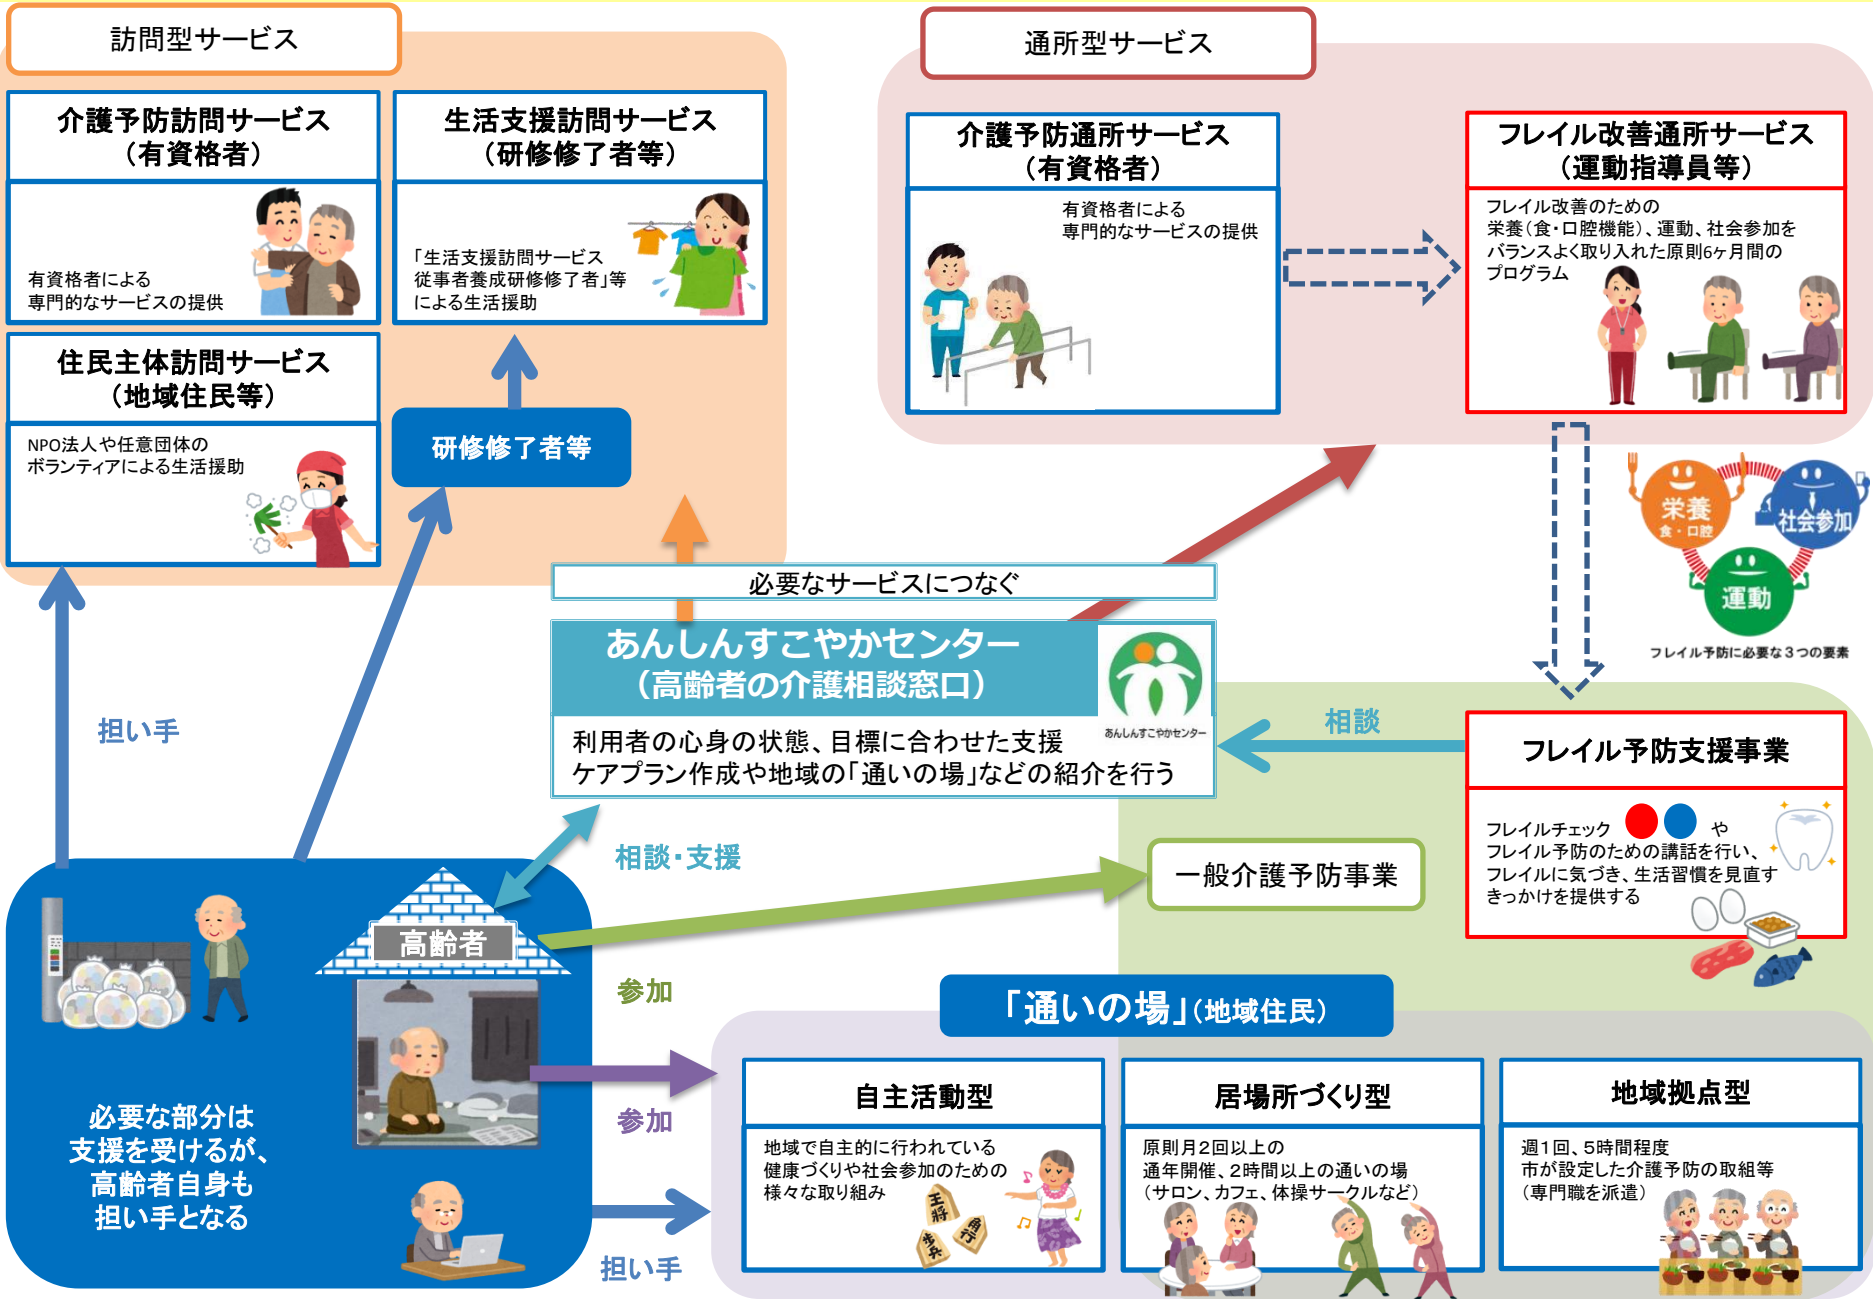 訪問型サービス
介護予防訪問サービス
（有資格者）
有資格者による
専門的なサービスの提供
生活支援訪問サービス
（研修修了者等）
「生活支援訪問サービス
従事者養成研修修了者」等
による生活援助
住民主体訪問サービス
（地域住民等）
NPO法人や任意団体の
ボランティアによる生活援助
研修修了者等
通所型サービス
介護予防通所サービス
（有資格者）
有資格者による
専門的なサービスの提供
フレイル改善通所サービス
（運動指導員等）
フレイル改善のための
栄養（食・口腔機能）、運動、社会参加を
バランスよく取り入れた原則6ヶ月間の
プログラム
栄養
食・口腔
社会参加
運動
フレイル予防に必要な３つの要素
必要なサービスにつなぐ
あんしんすこやかセンター
（高齢者の介護相談窓口）
あんしんすこやかセンター
利用者の心身の状態、目標に合わせた支援
ケアプラン作成や地域の「通いの場」などの紹介を行う
担い手
相談
相談・支援
フレイル予防支援事業
フレイルチェック や
フレイル予防のための講話を行い、
フレイルに気づき、生活習慣を見直す
きっかけを提供する
一般介護予防事業
高齢者
参加
参加
担い手
必要な部分は
支援を受けるが、
高齢者自身も
担い手となる
「通いの場」（地域住民）
自主活動型
地域で自主的に行われている
健康づくりや社会参加のための
様々な取り組み
王将
角行
歩兵
居場所づくり型
原則月2回以上の
通年開催、2時間以上の通いの場
（サロン、カフェ、体操サークルなど）
地域拠点型
週1回、5時間程度
市が設定した介護予防の取組等
（専門職を派遣）